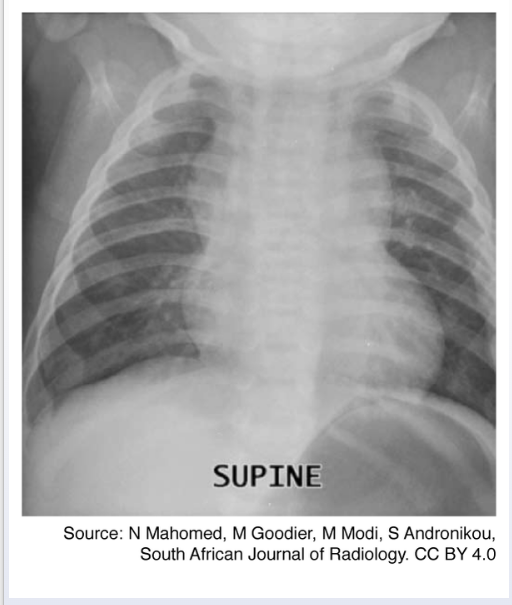 SUPINE
Source: N Mahomed, M Goodier, M Modi, S Andronikou,
South African Journal of Radiology. CC BY 4.0